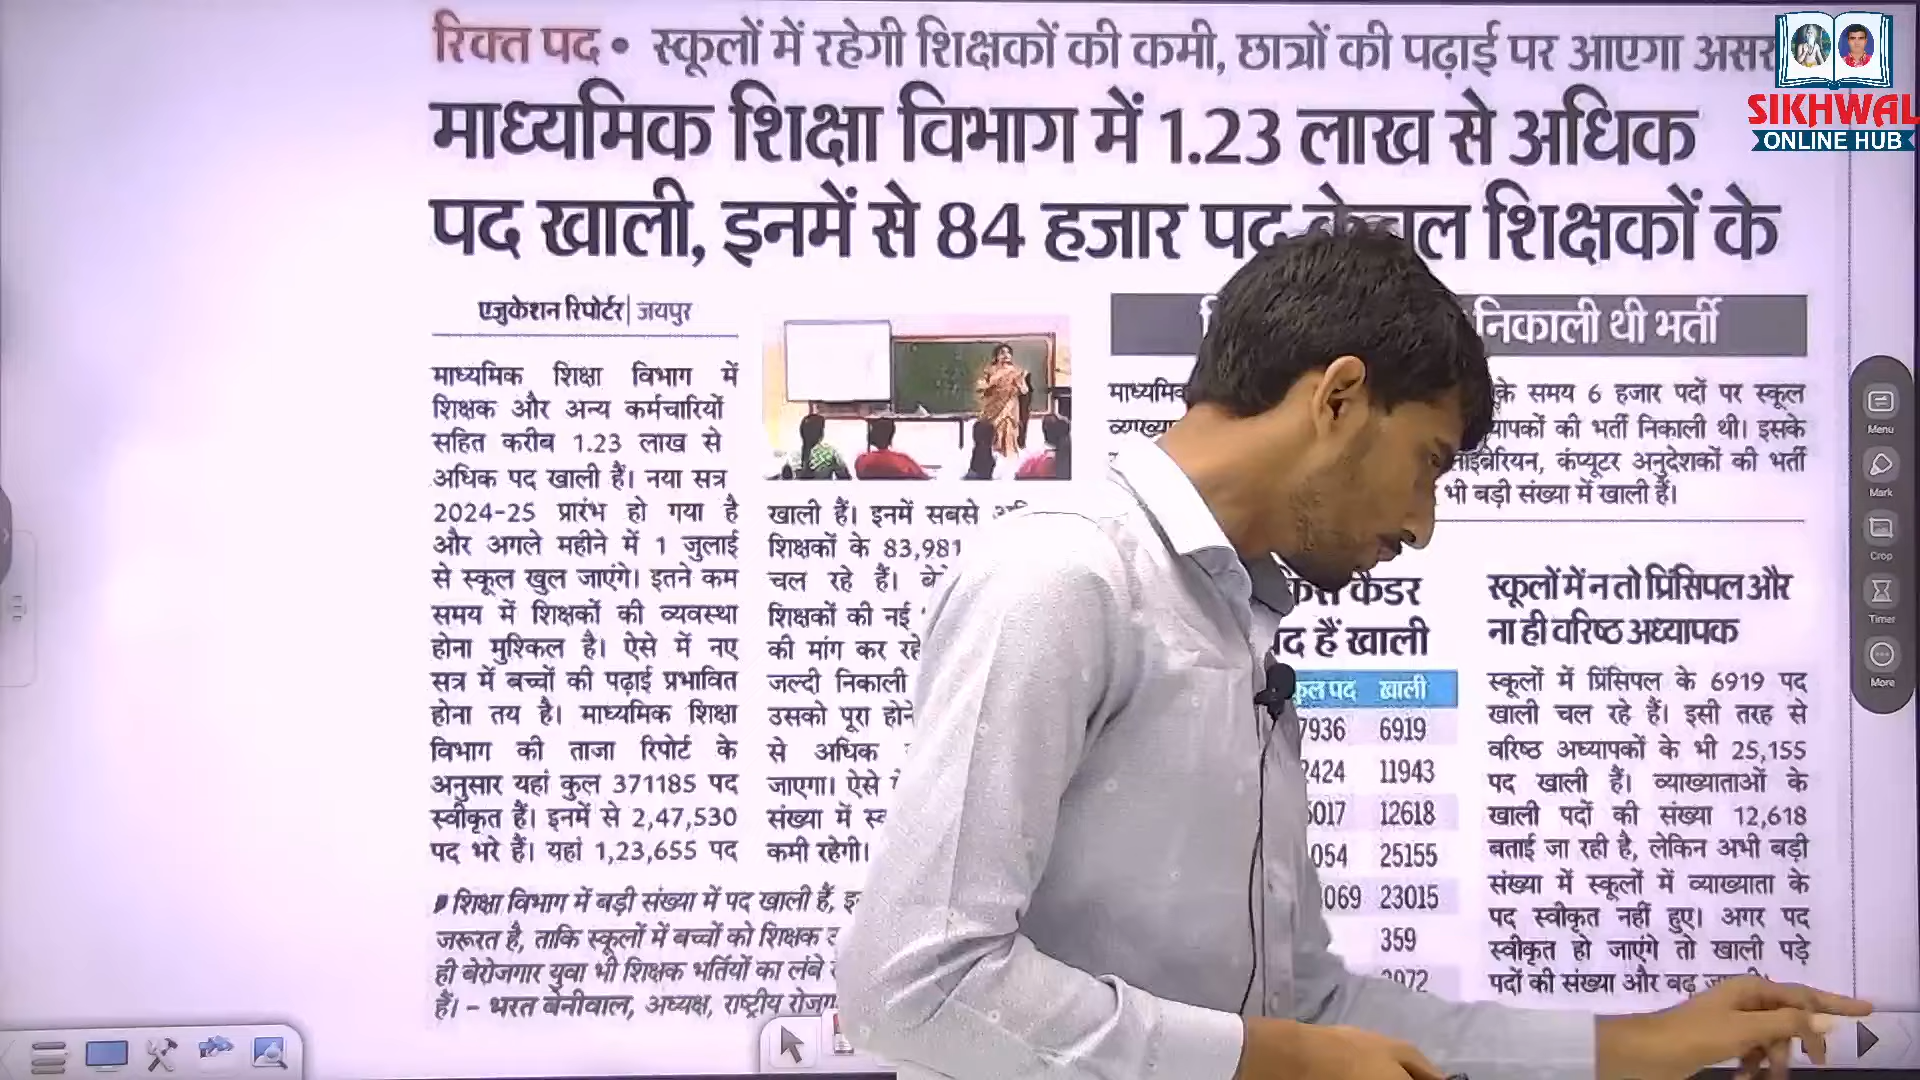 रिक्त पद • स्कूलों में रहेगी शिक्षकों की कमी, छात्रों की पढ़ाई पर आएगा असर
माध्यमिक शिक्षा विभाग में 1.23 लाख से अधिक
पद खाली, इनमें से 84 हजार पद केवल शिक्षकों के
एजुकेशन रिपोर्टर| जयपुर
माध्यमिक शिक्षा विभाग में
शिक्षक और अन्य कर्मचारियों
सहित करीब 1.23 लाख से
अधिक पद खाली हैं। नया सत्र
2024-25 प्रारंभ हो गया है
और अगले महीने में 1 जुलाई
से स्कूल खुल जाएंगे। इतने कम
समय में शिक्षकों की व्यवस्था
होना मुश्किल है। ऐसे में नए
सत्र में बच्चों की पढ़ाई प्रभावित
होना तय है। माध्यमिक शिक्षा
विभाग की ताजा रिपोर्ट के
अनुसार यहां कुल 371185 पद
स्वीकृत हैं। इनमें से 2,47,530
पद भरे हैं। यहां 1,23,655 पद
खाली हैं। इनमें सबसे
शिक्षकों के 83,981
चल रहे हैं।
शिक्षकों की नई
की मांग कर रहे
जल्दी निकाली
उसको पूरा होने
से अधिक
जाएगा। ऐसे
संख्या में
कमी रहेगी।
शिक्षा विभाग में बड़ी संख्या में पद खाली हैं,
जरूरत है, ताकि स्कूलों में बच्चों को शिक्षक
ही बेरोजगार युवा भी शिक्षक भर्तियों का लंबे
हैं। - भरत बेनीवाल, अध्यक्ष, राष्ट्रीय
निकाली थी भर्ती
के समय 6 हजार पदों पर स्कूल
की भर्ती निकाली थी। इसके
कंप्यूटर अनुदेशकों की भर्ती
भी बड़ी संख्या में खाली हैं।
कैडर
हैं खाली
कुल पद खाली
7936 6919
2424 11943
5017 12618
054 25155
069 23015
359
स्कूलों में न तो प्रिंसिपल और
ना ही वरिष्ठ अध्यापक
स्कूलों में प्रिंसिपल के 6919 पद
खाली चल रहे हैं। इसी तरह से
वरिष्ठ अध्यापकों के भी 25,155
पद खाली हैं। व्याख्याताओं के
खाली पदों की संख्या 12,618
बताई जा रही है, लेकिन अभी बड़ी
संख्या में स्कूलों में व्याख्याता के
पद स्वीकृत नहीं हुए। अगर पद
स्वीकृत हो जाएंगे तो खाली पड़े
पदों की संख्या और बढ़
SIKHWAL
ONLINE HUB
Menu
Mark
Crop
Timer
More